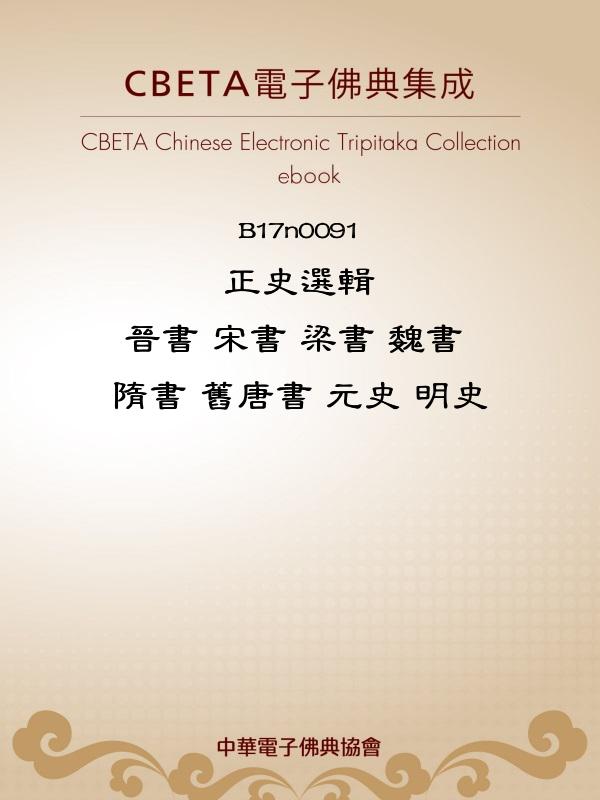 CBETA電子佛典集成
CBETA Chinese Electronic Tripitaka Collection
ebook
B17n0091
正史選輯
晉書 宋書 梁書 魏書
隋書 舊唐書 元史 明史
中華電子佛典協會